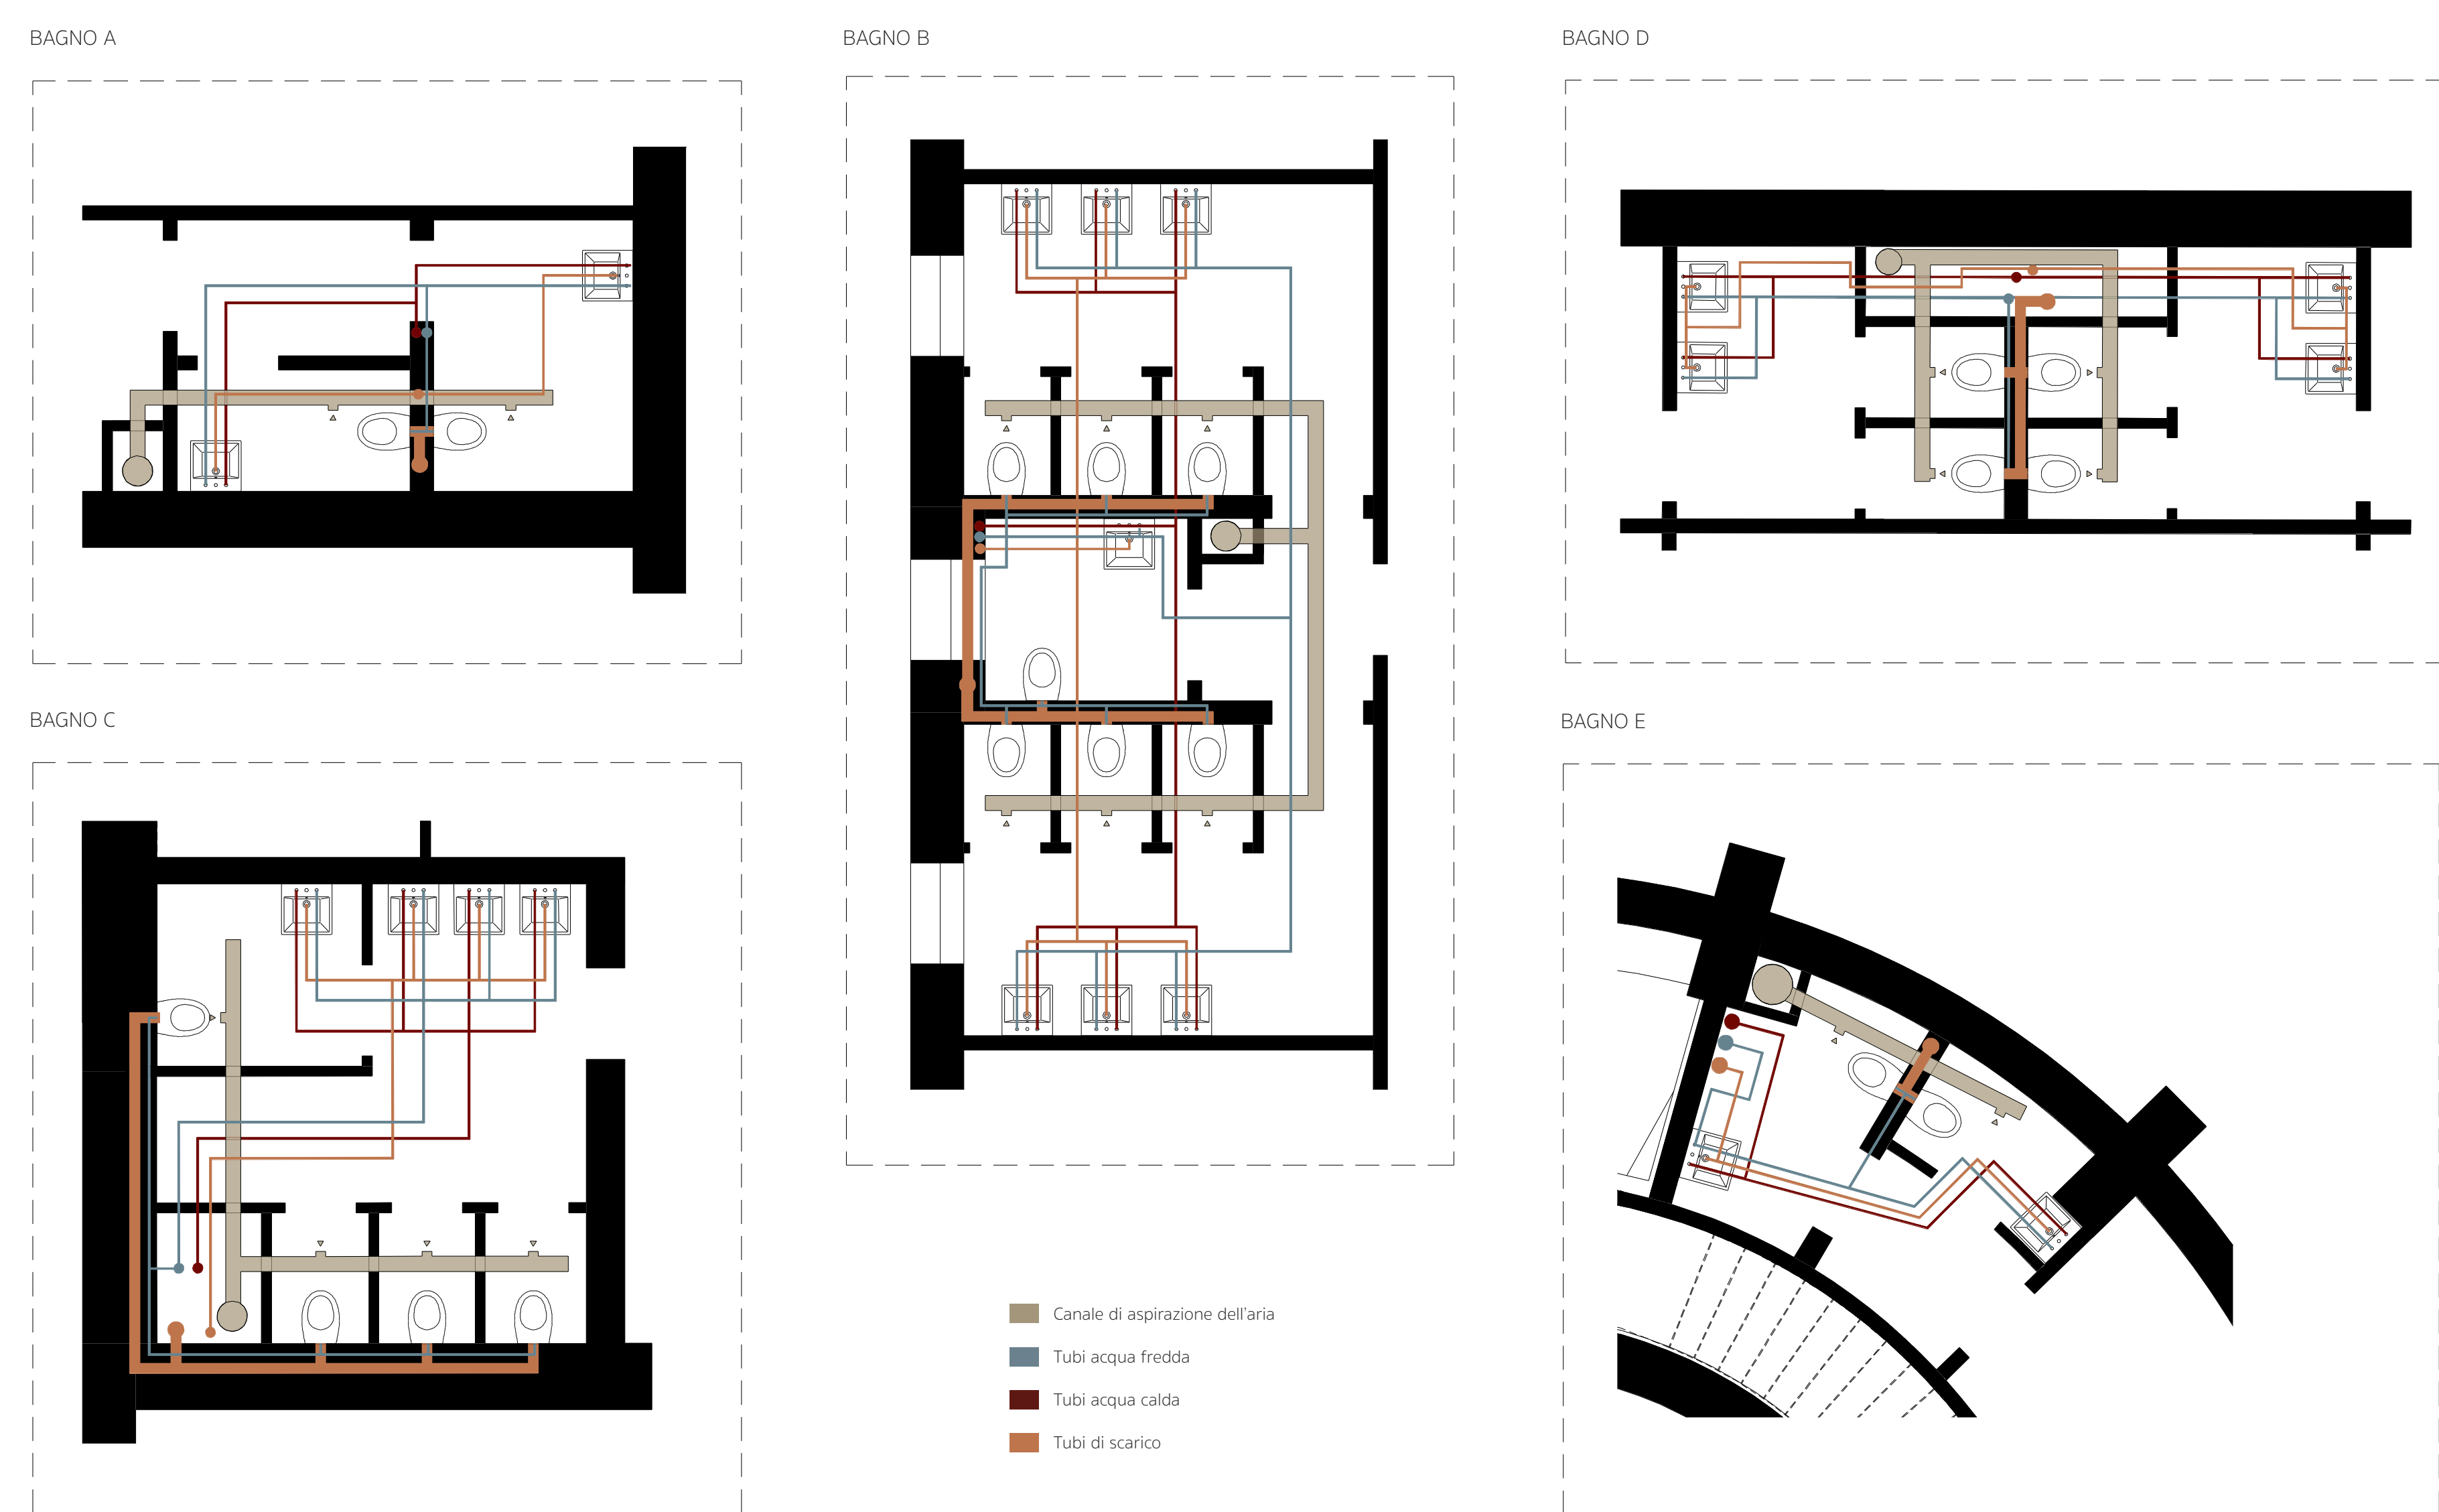 BAGNO A
BAGNO B
BAGNO D
BAGNO C
BAGNO E
Canale di aspirazione dell'aria
Tubi acqua fredda
Tubi acqua calda
Tubi di scarico